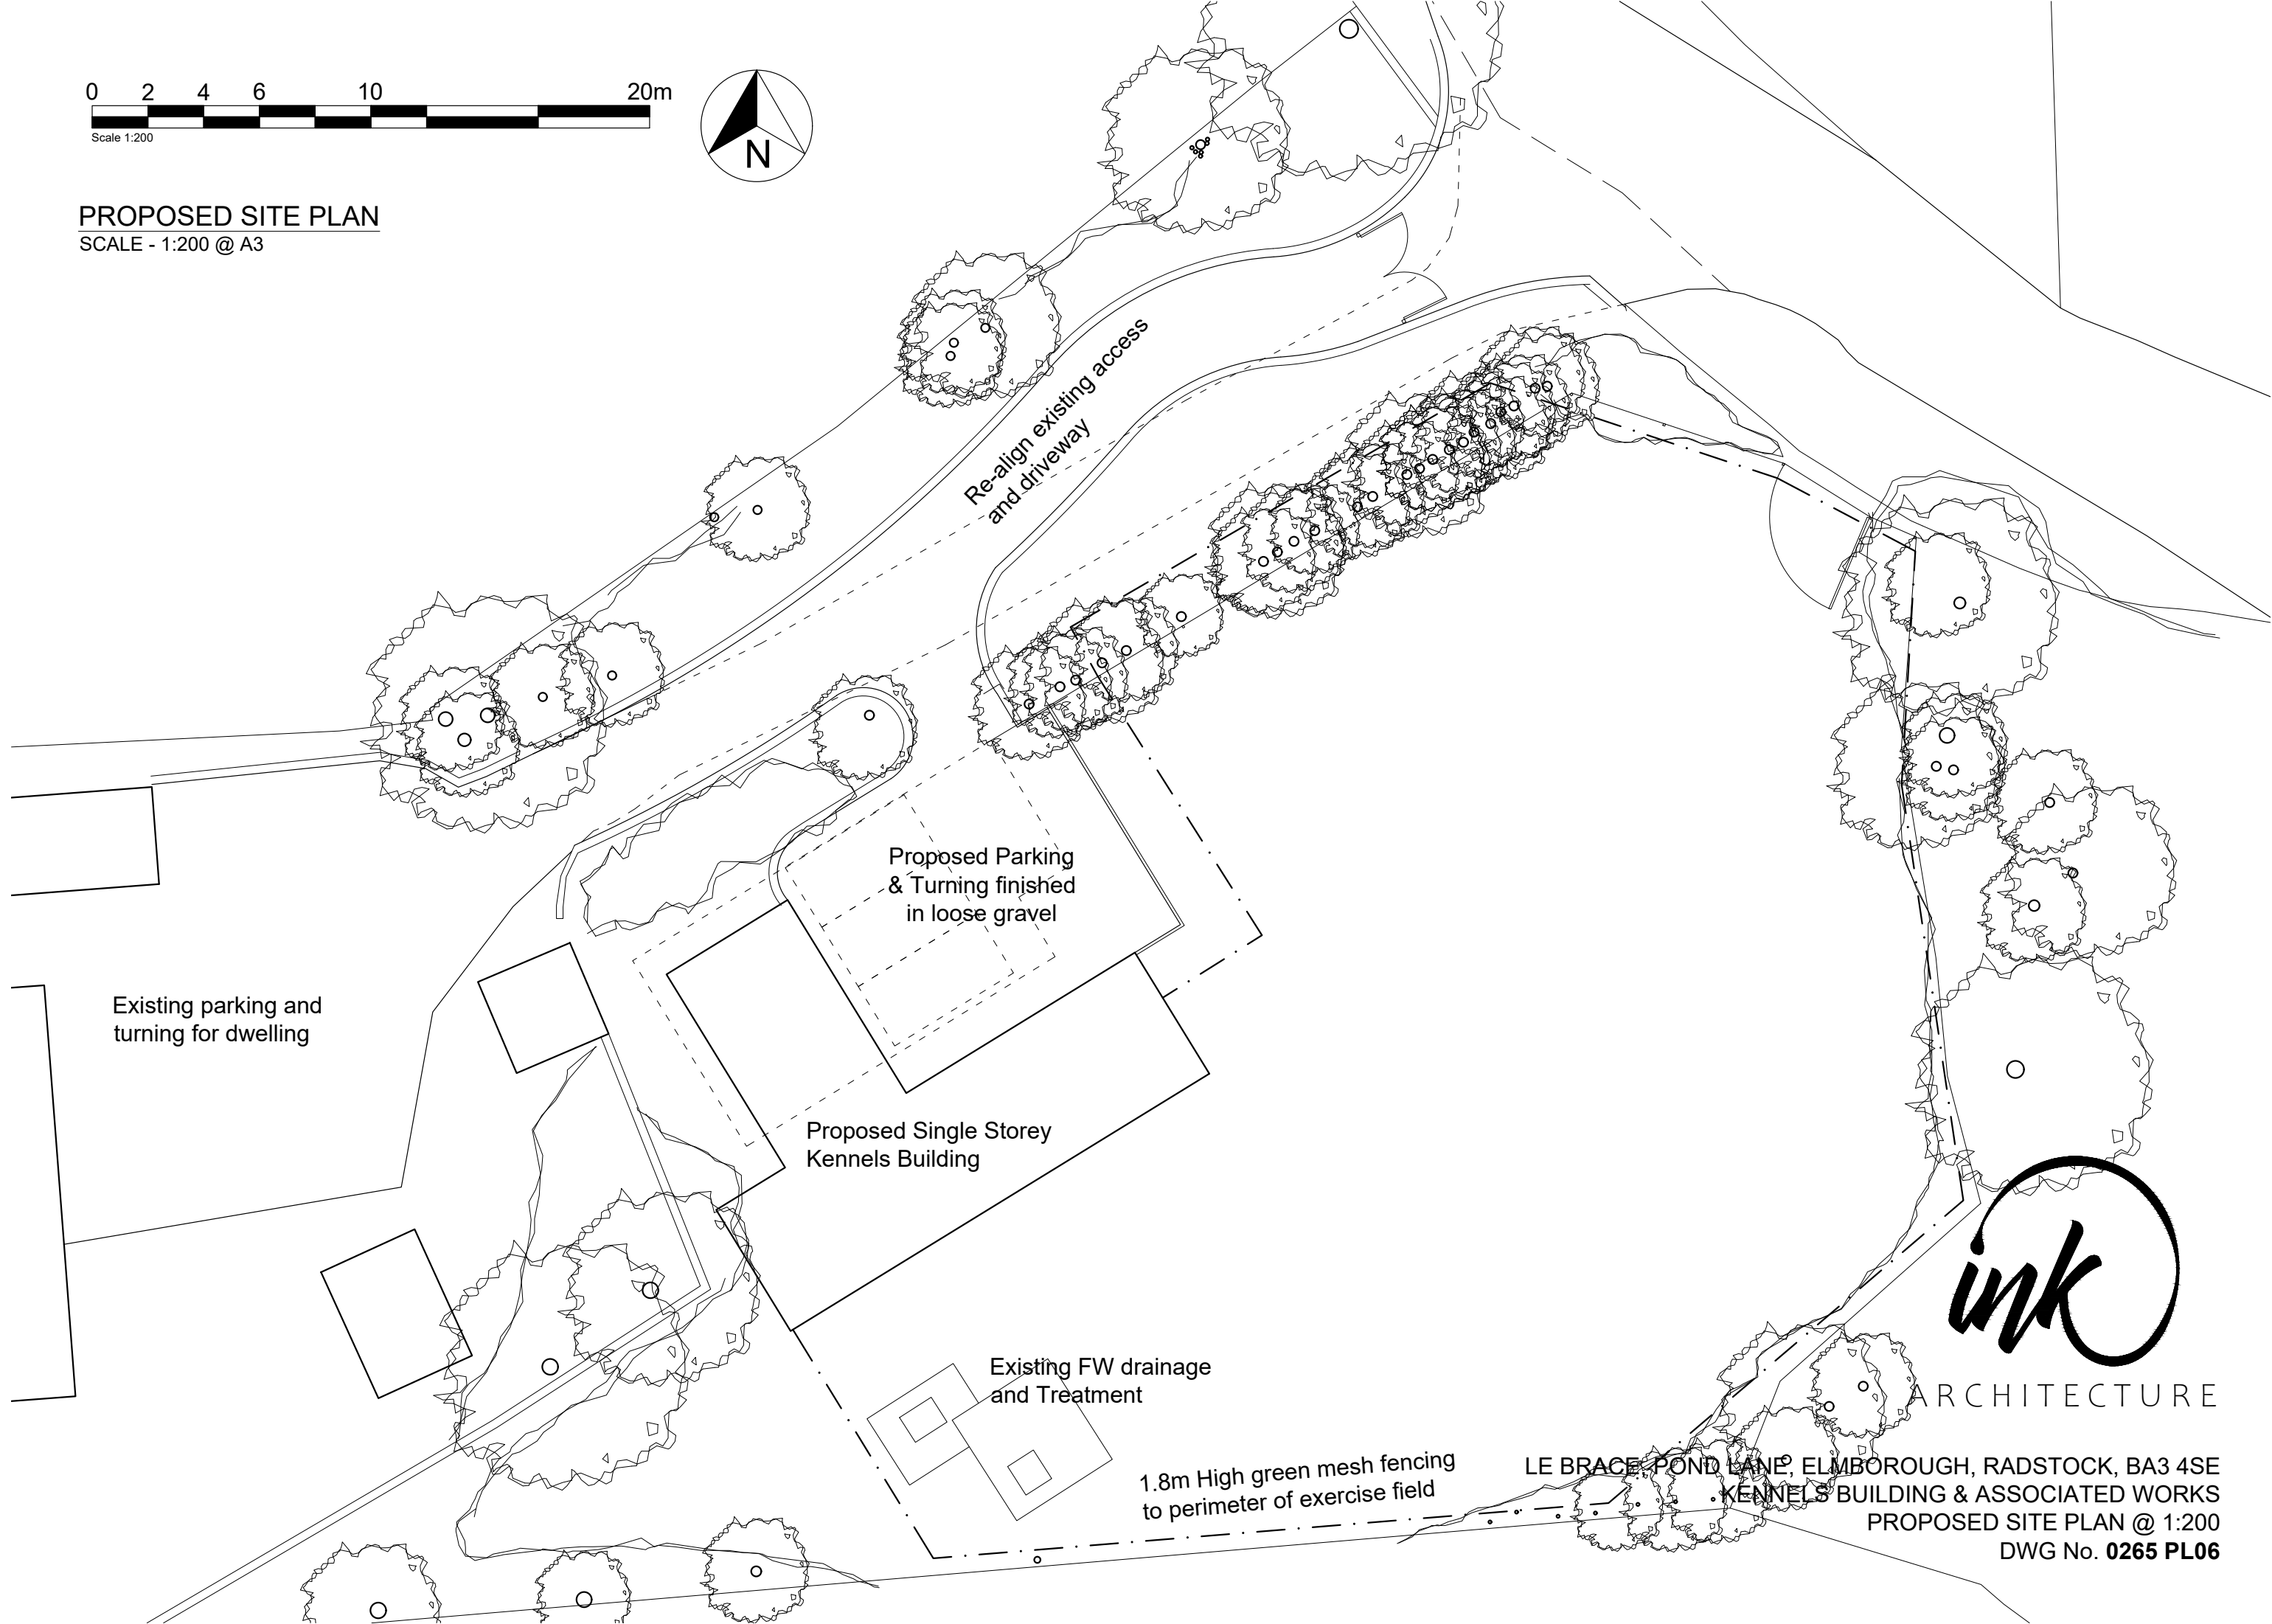 0 2 4 6 10 20m
Scale 1:200
N
PROPOSED SITE PLAN
SCALE - 1:200 @ A3
Re-align existing access
and driveway
Proposed Parking
& Turning finished
in loose gravel
Existing parking and
turning for dwelling
Proposed Single Storey
Kennels Building
Existing FW drainage
and Treatment
1.8m High green mesh fencing
to perimeter of exercise field
ink
ARCHITECTURE
LE BRACE, POND LANE, ELMBOROUGH, RADSTOCK, BA3 4SE
KENNELS BUILDING & ASSOCIATED WORKS
PROPOSED SITE PLAN @ 1:200
DWG No. 0265 PL06